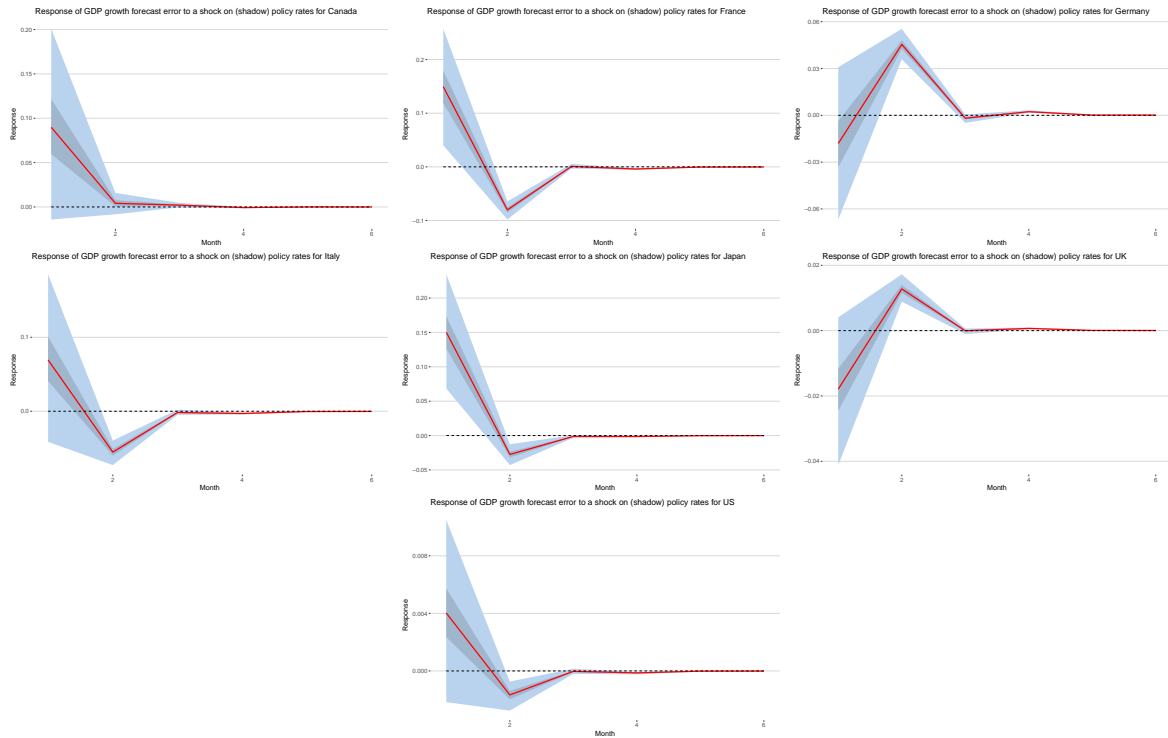 Response of GDP growth forecast error to a shock on (shadow) policy rates for Canada
0.20
0.15
0.10
0.05
0.00
Response
2
4
6
Month
Response of GDP growth forecast error to a shock on (shadow) policy rates for France
0.2
0.1
0.0
−0.1
Response
2
4
6
Month
Response of GDP growth forecast error to a shock on (shadow) policy rates for Germany
0.06
0.03
0.00
−0.03
−0.06
Response
2
4
6
Month
Response of GDP growth forecast error to a shock on (shadow) policy rates for Italy
0.1
0.0
Response
2
4
6
Month
Response of GDP growth forecast error to a shock on (shadow) policy rates for Japan
0.20
0.15
0.10
0.05
0.00
−0.05
Response
2
4
6
Month
Response of GDP growth forecast error to a shock on (shadow) policy rates for UK
0.02
0.00
−0.02
−0.04
Response
2
4
6
Month
Response of GDP growth forecast error to a shock on (shadow) policy rates for US
0.008
0.004
0.000
Response
2
4
6
Month